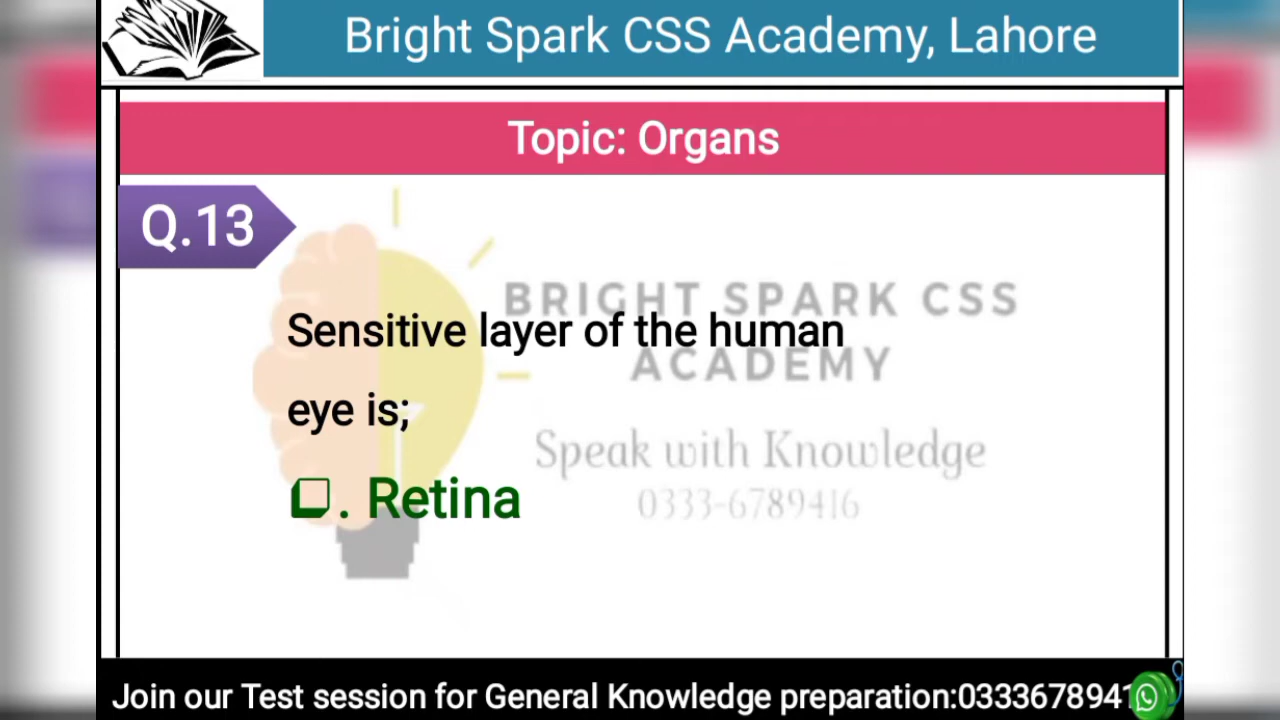 Bright Spark CSS Academy, Lahore
Topic: Organs
Q.13
BRIGHT SPARK CSS
Sensitive layer of the human
ACADEMY
eye is;
Speak with Knowledge
. Retina
0333-6789416
Join our Test session for General Knowledge preparation:0333678941